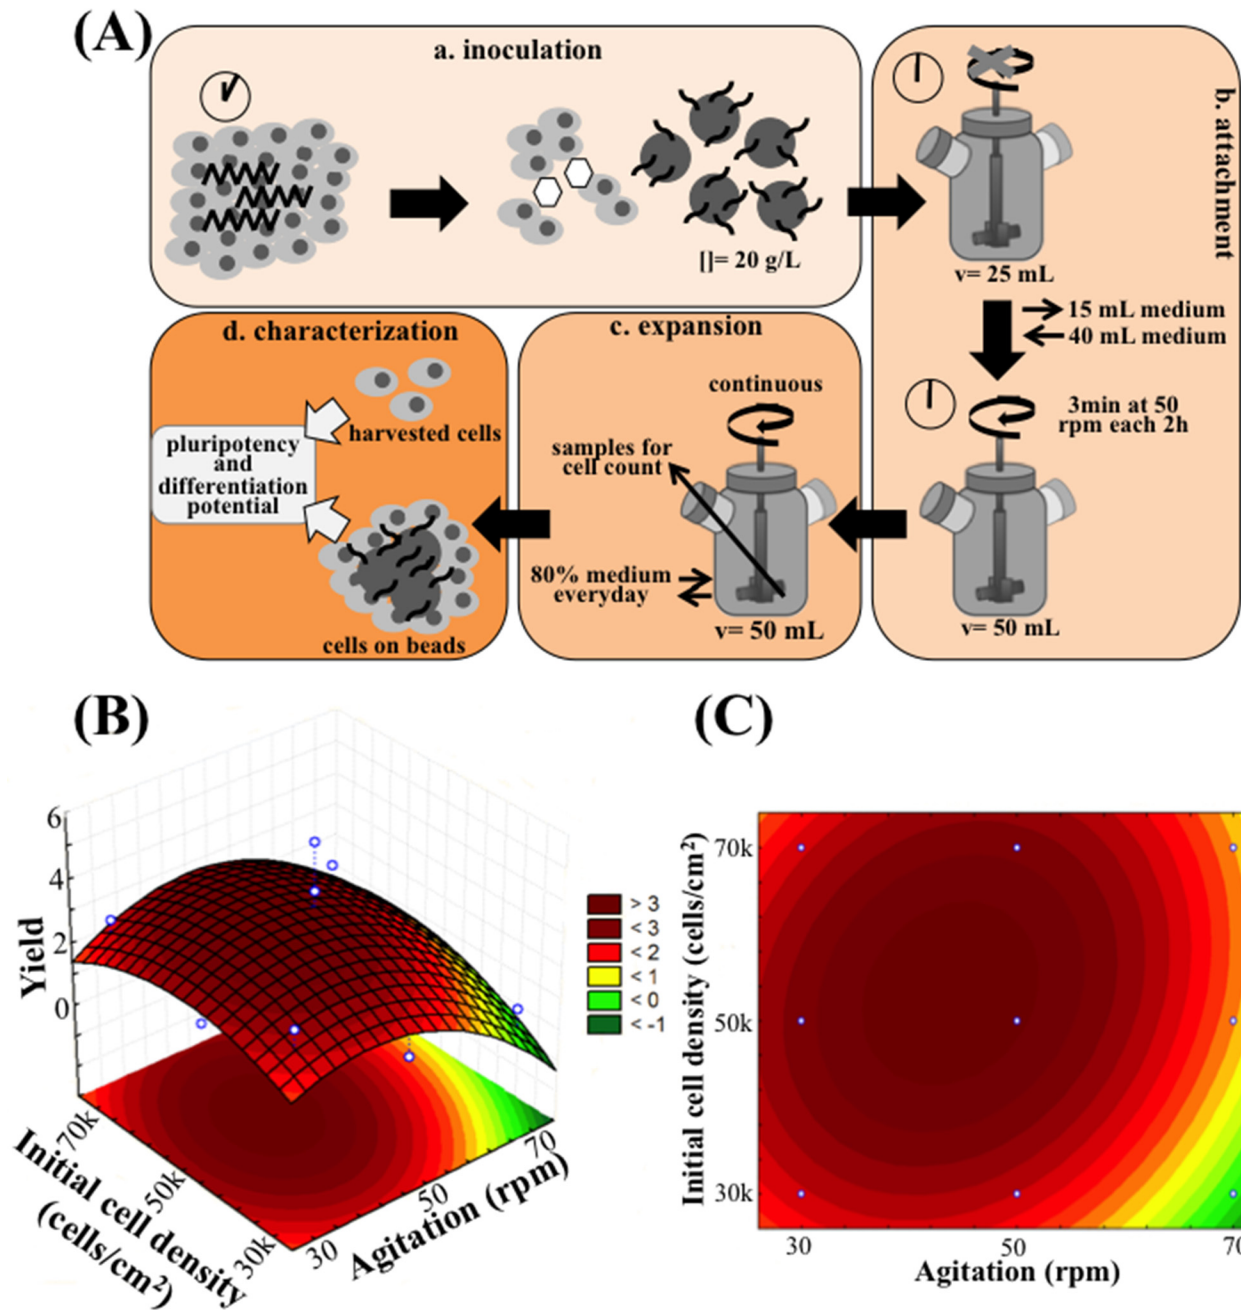 (A)
a. inoculation
[]= 20 g/L
b. attachment
v= 25 mL
15 mL medium
40 mL medium
3min at 50
rpm each 2h
v= 50 mL
c. expansion
continuous
samples for
cell count
80% medium
everyday
v= 50 mL
d. characterization
harvested cells
pluripotency
and
differentiation
potential
cells on beads
(B)
6
4
2
0
Yield
70k
50k
30k
Initial cell density
(cells/cm²)
30
50
70
Agitation (rpm)
> 3
< 3
< 2
< 1
< 0
< -1
(C)
70k
50k
30k
Initial cell density (cells/cm²)
30
50
70
Agitation (rpm)